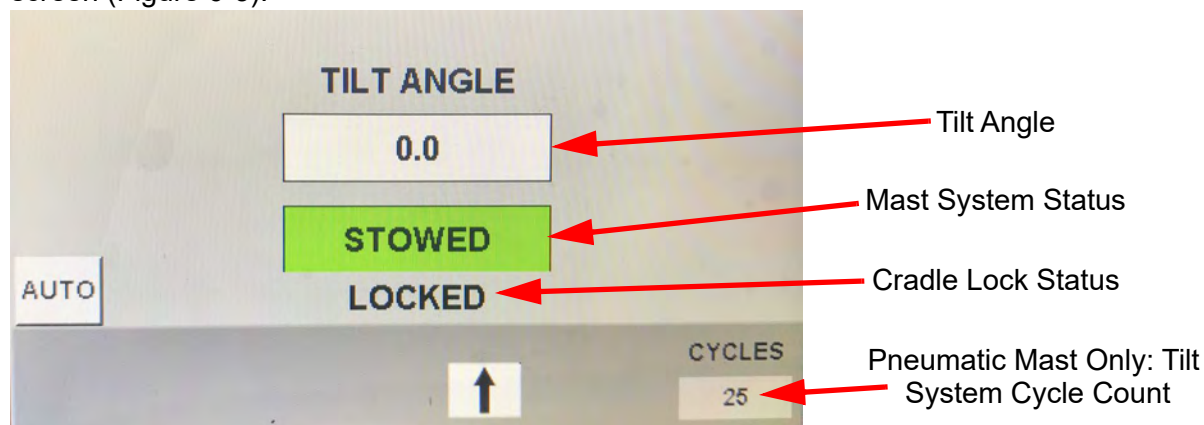 TILT ANGLE
0.0
Tilt Angle
STOWED
Mast System Status
AUTO
LOCKED
Cradle Lock Status
CYCLES
25
Pneumatic Mast Only: Tilt
System Cycle Count